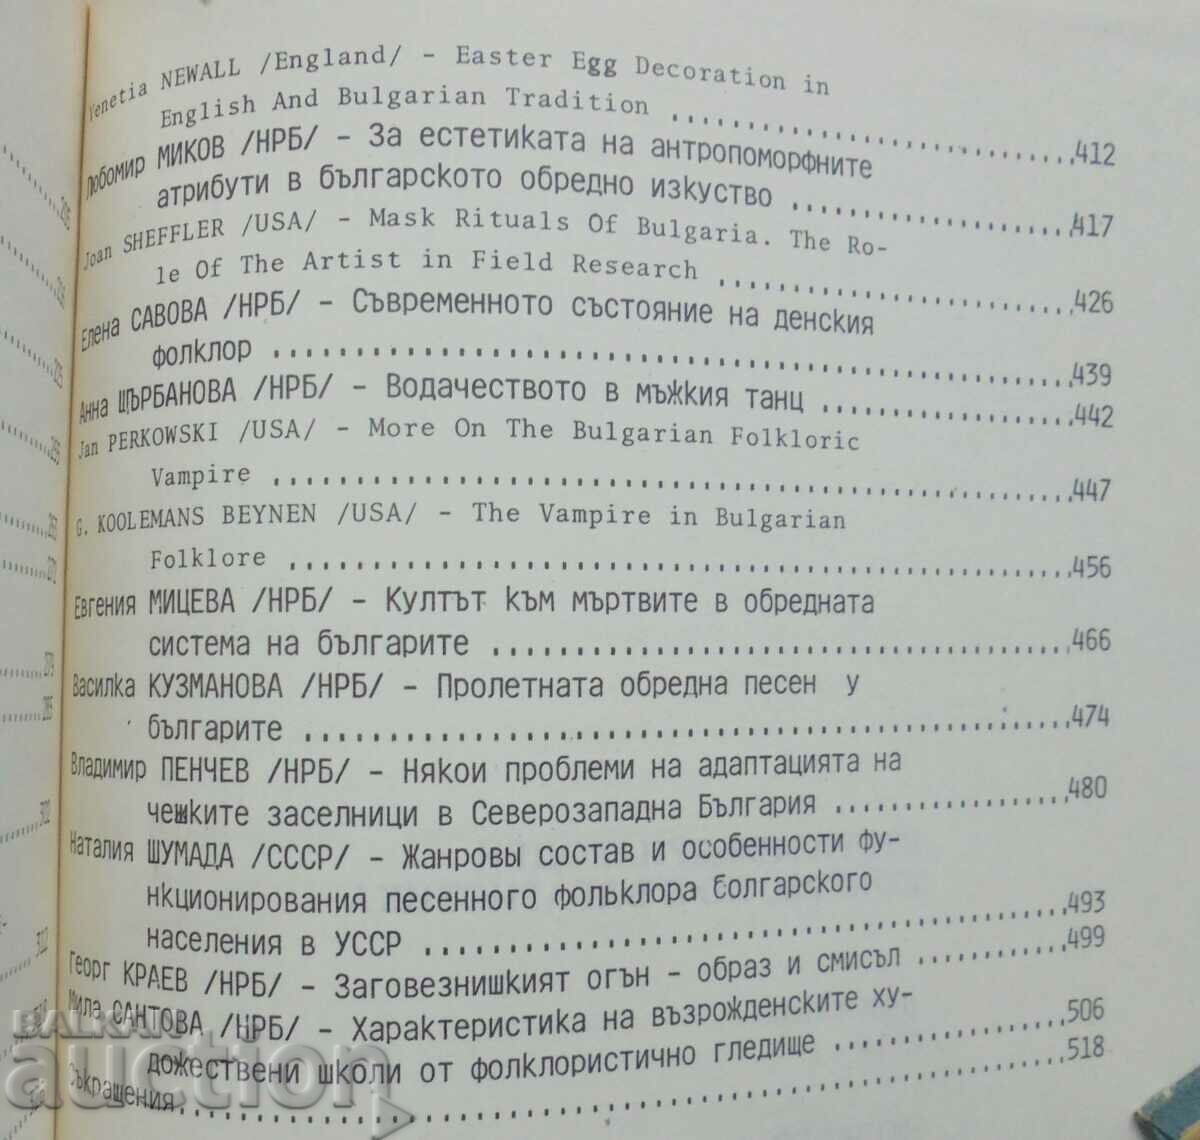 Venetia NEWALL /England/ - Easter Egg Decoration in
English And Bulgarian Tradition ........................412
Любомир МИКОВ /НРБ/ - За естетиката на антропоморфните
атрибути в българското обредно изкуство ................417
Joan SHEFFLER /USA/ - Mask Rituals Of Bulgaria. The Ro-
le Of The Artist in Field Research .....................426
Елена САВОВА /НРБ/ - Съвременното състояние на денския
фолклор ................................................439
Анна ЩЪРБАНОВА /НРБ/ - Водачеството в мъжкия танц ......442
Jan PERKOWSKI /USA/ - More On The Bulgarian Folkloric
Vampire ................................................447
G. KOOLEMANS BEYNEN /USA/ - The Vampire in Bulgarian
Folklore ...............................................456
Евгения МИЦЕВА /НРБ/ - Култът към мъртвите в обредната
система на българите ...................................466
Василка КУЗМАНОВА /НРБ/ - Пролетната обредна песен у
българите ..............................................474
Владимир ПЕНЧЕВ /НРБ/ - Някои проблеми на адаптацията на
чешките заселници в Северозападна България .............480
Наталия ШУМАДА /СССР/ - Жанровы состав и особенности фу-
нкционирования песенного фольклора болгарского
населения в УССР .......................................493
Георг КРАЕВ /НРБ/ - Заговезнишкият огън - образ и смисъл ........499
Мила САНТОВА /НРБ/ - Характеристика на възрожденските ху-
дожествени школи от фолклористично гледище .............506
Съкращения..............................................518
BALKAN
auction